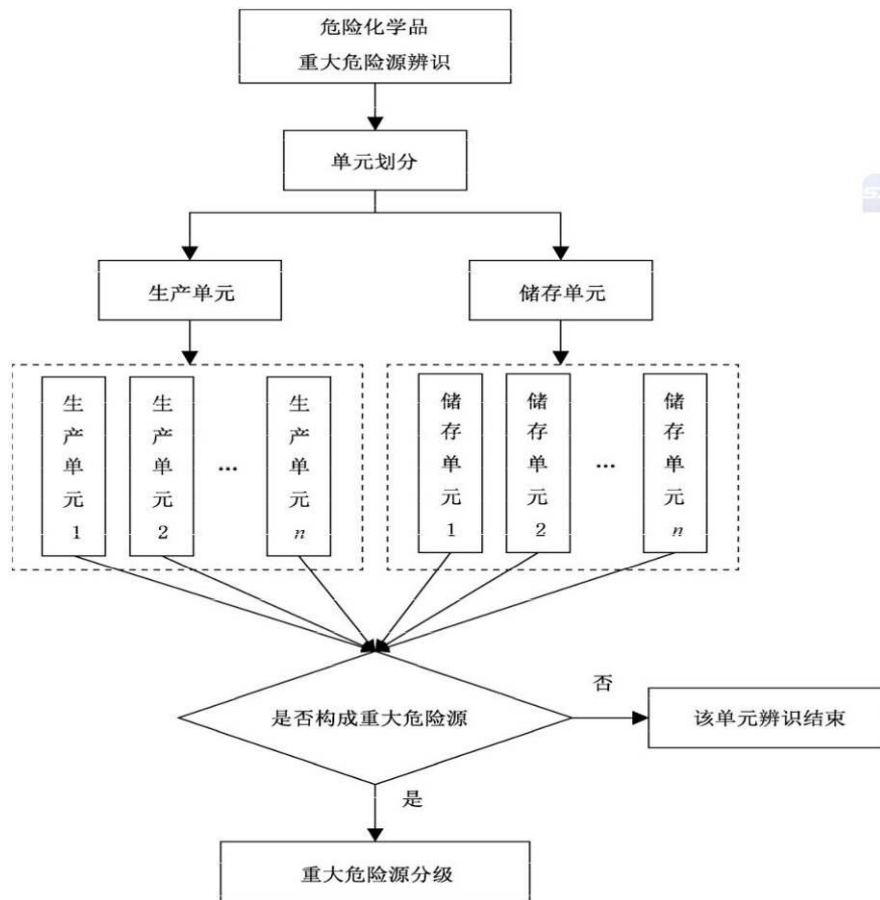 危险化学品
重大危险源辨识
单元划分
生产单元
储存单元
生产单元1
生产单元2
...
生产单元n
储存单元1
储存单元2
...
储存单元n
是否构成重大危险源
否
该单元辨识结束
是
重大危险源分级